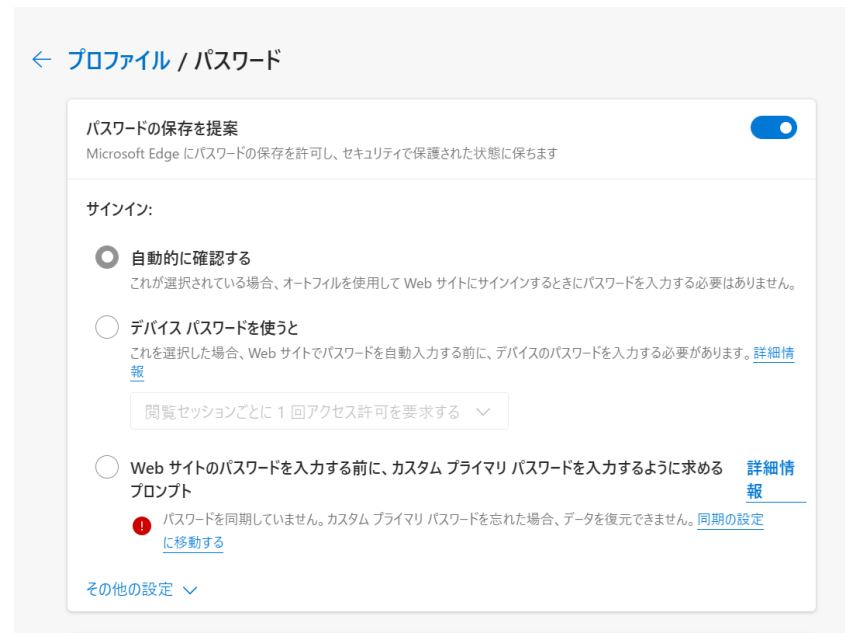 プロファイル / パスワード
パスワードの保存を提案
Microsoft Edge にパスワードの保存を許可し、セキュリティで保護された状態に保ちます
サインイン:
自動的に確認する
これが選択されている場合、オートフィルを使用して Web サイトにサインインするときにパスワードを入力する必要はありません。
デバイス パスワードを使うと
これを選択した場合、Web サイトでパスワードを自動入力する前に、デバイスのパスワードを入力する必要があります。詳細情
報
閲覧セッションごとに 1 回アクセス許可を要求する
Web サイトのパスワードを入力する前に、カスタム プライマリ パスワードを入力するように求める
プロンプト
詳細情
報
パスワードを同期していません。カスタム プライマリ パスワードを忘れた場合、データを復元できません。同期の設定
に移動する
その他の設定